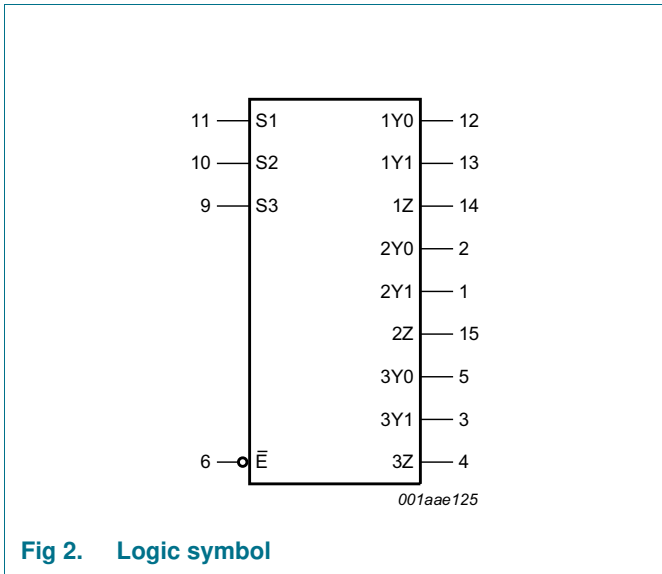 11 S1 1Y0 12
10 S2 1Y1 13
9 S3 1Z 14
2Y0 2
2Y1 1
2Z 15
3Y0 5
3Y1 3
6 E̅ 3Z 4
001aae125
Fig 2. Logic symbol